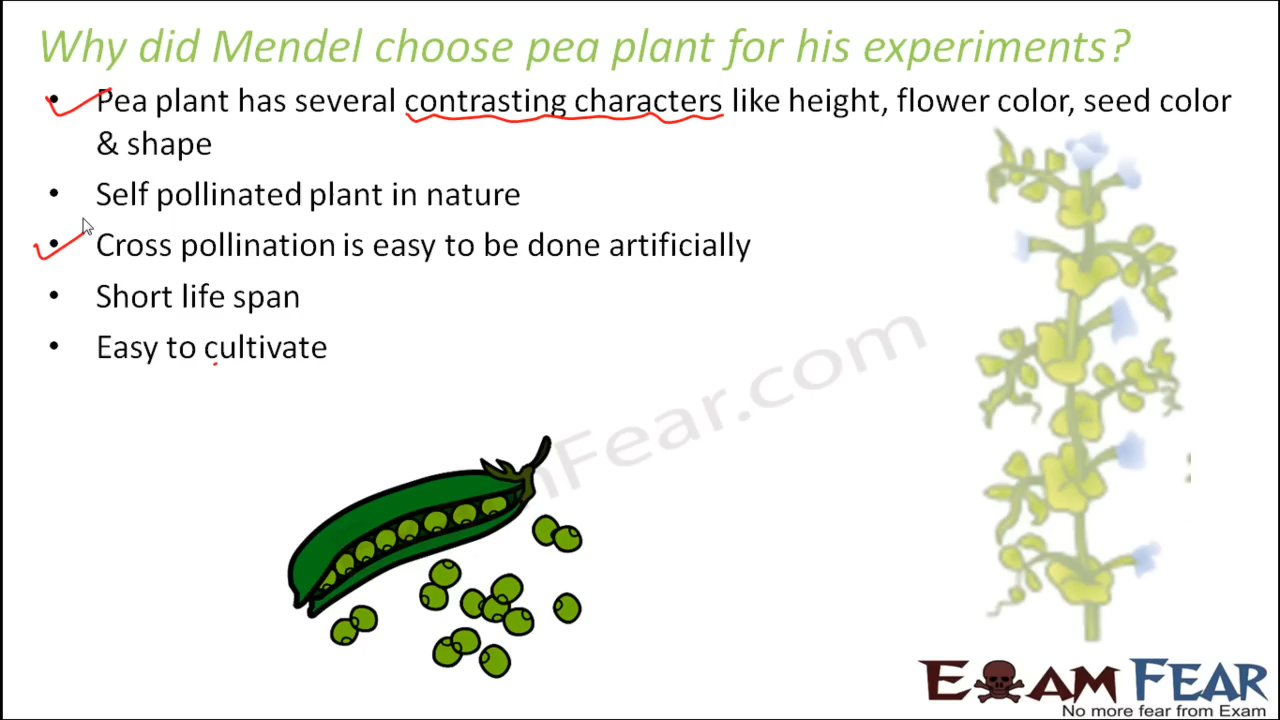 Why did Mendel choose pea plant for his experiments?
• Pea plant has several contrasting characters like height, flower color, seed color
& shape
• Self pollinated plant in nature
• Cross pollination is easy to be done artificially
• Short life span
• Easy to cultivate
mFear.com
EXAM FEAR
No more fear from Exam